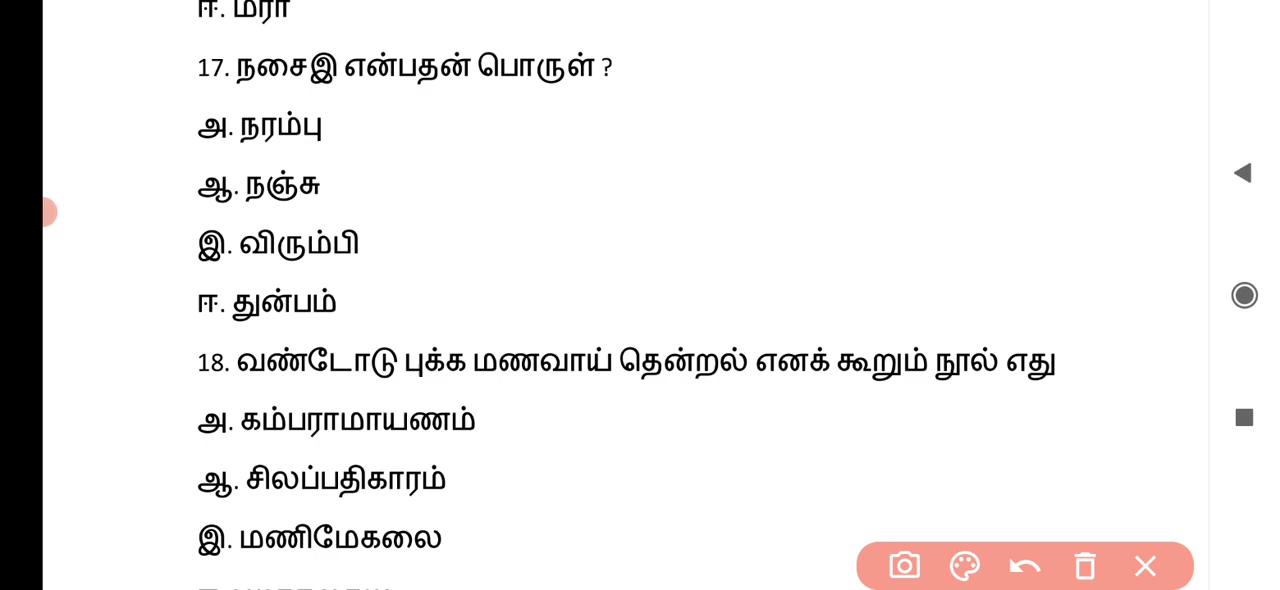 ஈ. மரா
17. நசைஇ என்பதன் பொருள் ?
அ. நரம்பு
ஆ. நஞ்சு
இ. விரும்பி
ஈ. துன்பம்
18. வண்டோடு புக்க மணவாய் தென்றல் எனக் கூறும் நூல் எது
அ. கம்பராமாயணம்
ஆ. சிலப்பதிகாரம்
இ. மணிமேகலை